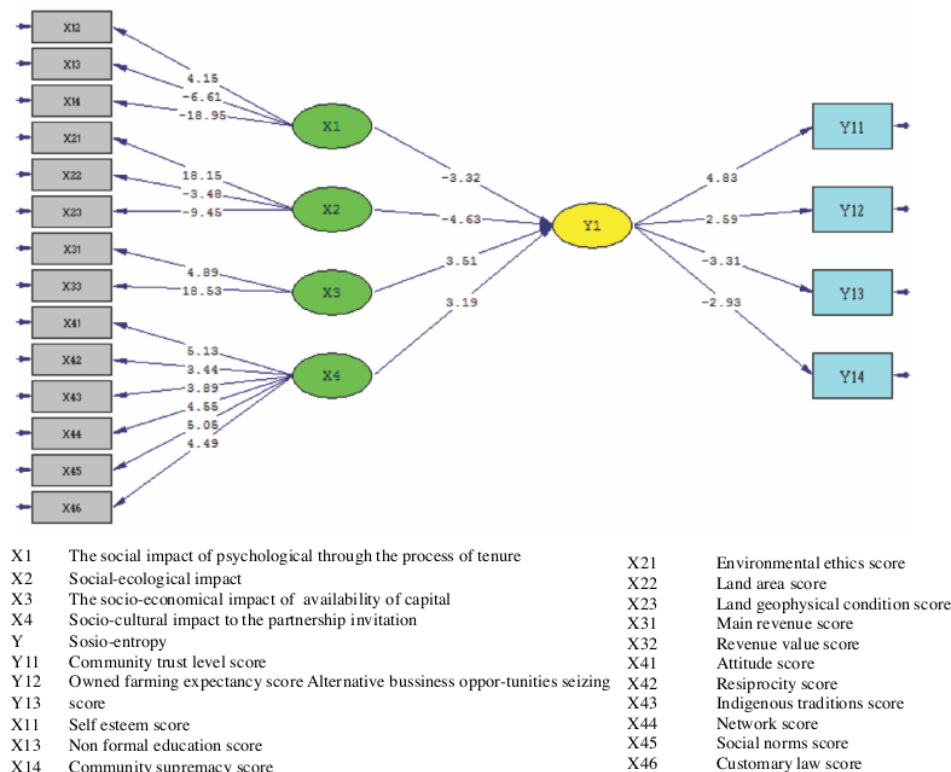 X12
X13
X14
X21
X22
X23
X31
X33
X41
X42
X43
X44
X45
X46
4.15
-6.61
-18.95
18.15
-3.48
-9.45
4.89
18.53
5.13
3.44
3.89
4.55
5.05
4.49
X1
X2
X3
X4
-3.32
-4.63
3.51
3.19
Y1
4.83
2.59
-3.31
-2.93
Y11
Y12
Y13
Y14
X1 The social impact of psychological through the process of tenure
X2 Social-ecological impact
X3 The socio-economical impact of availability of capital
X4 Socio-cultural impact to the partnership invitation
Y Sosio-entropy
Y11 Community trust level score
Y12 Owned farming expectancy score Alternative bussiness oppor-tunities seizing
Y13 score
X11 Self esteem score
X13 Non formal education score
X14 Community supremacy score
X21 Environmental ethics score
X22 Land area score
X23 Land geophysical condition score
X31 Main revenue score
X32 Revenue value score
X41 Attitude score
X42 Resiprocity score
X43 Indigenous traditions score
X44 Network score
X45 Social norms score
X46 Customary law score